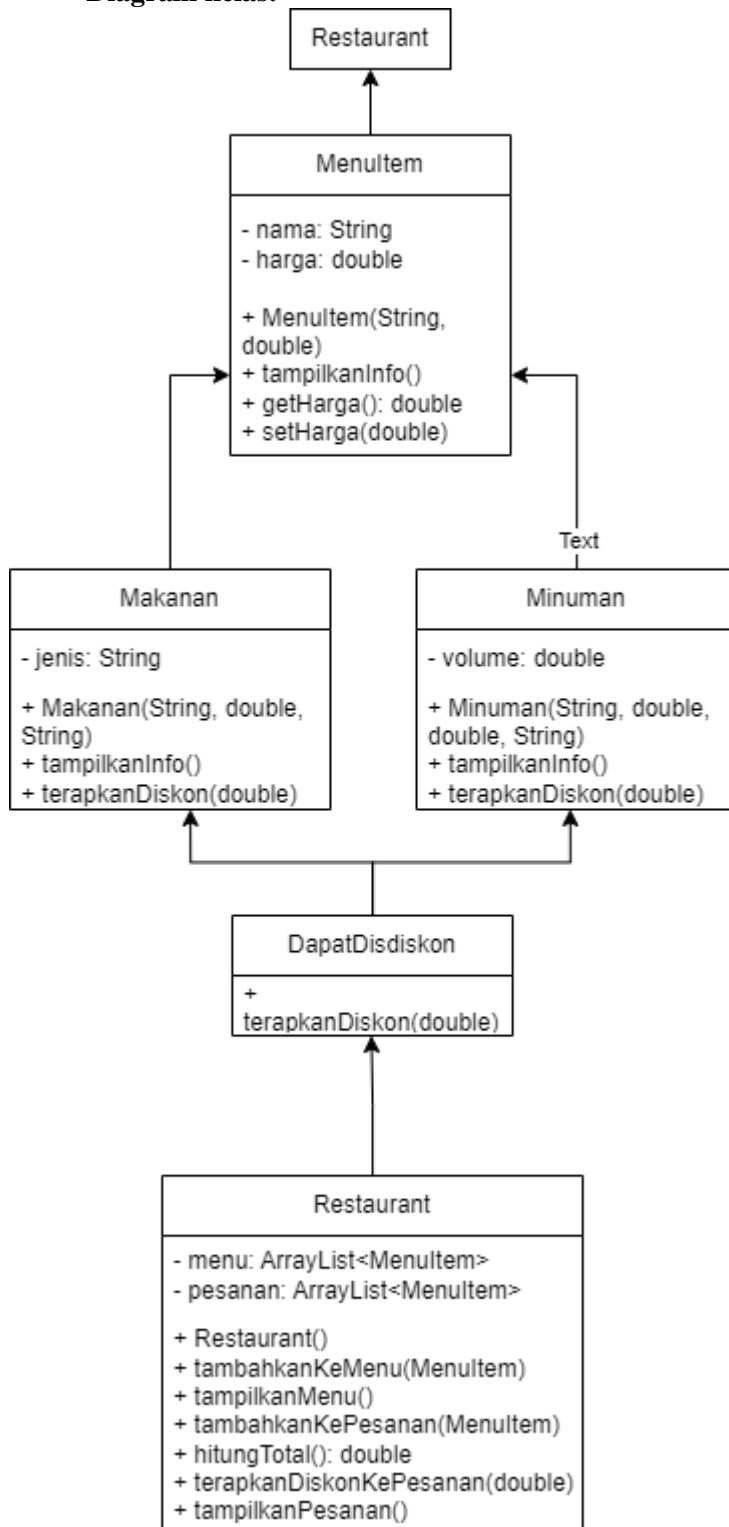 Diagram kelas:
Restaurant
MenuItem
- nama: String
- harga: double
+ MenuItem(String,
double)
+ tampilkanInfo()
+ getHarga(): double
+ setHarga(double)
Text
Makanan
- jenis: String
+ Makanan(String, double,
String)
+ tampilkanInfo()
+ terapkanDiskon(double)
Minuman
- volume: double
+ Minuman(String, double,
double, String)
+ tampilkanInfo()
+ terapkanDiskon(double)
DapatDisdiskon
+
terapkanDiskon(double)
Restaurant
- menu: ArrayList<MenuItem>
- pesanan: ArrayList<MenuItem>
+ Restaurant()
+ tambahkanKeMenu(MenuItem)
+ tampilkanMenu()
+ tambahkanKePesanan(MenuItem)
+ hitungTotal(): double
+ terapkanDiskonKePesanan(double)
+ tampilkanPesanan()